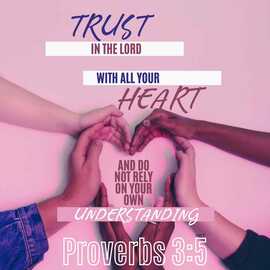 TRUST
IN THE LORD
WITH ALL YOUR
HEART
AND DO
NOT RELY
ON YOUR
OWN
UNDERSTANDING
Proverbs 3:5